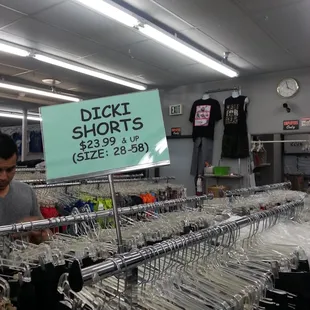 DICKI
SHORTS
$23.99 & UP
(SIZE: 28-58)